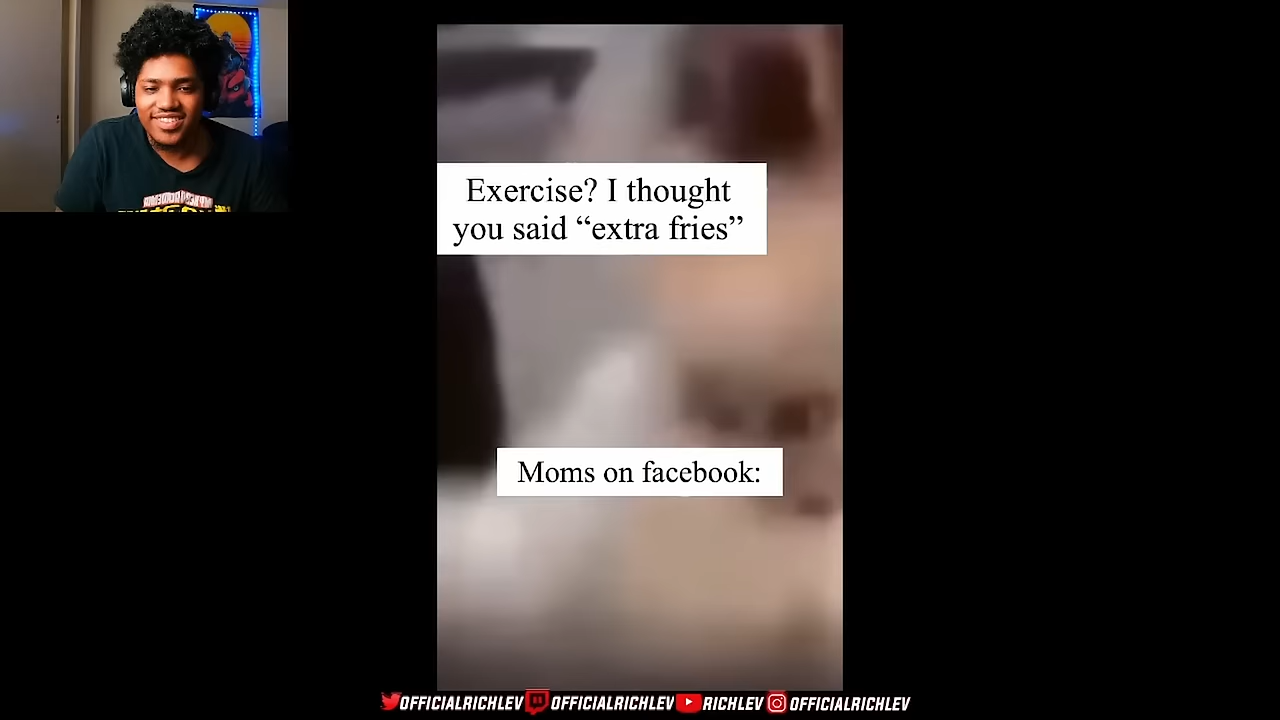 Exercise? I thought
you said “extra fries”
Moms on facebook:
OFFICIALRICHLEV OFFICIALRICHLEV RICHLEV OFFICIALRICHLEV